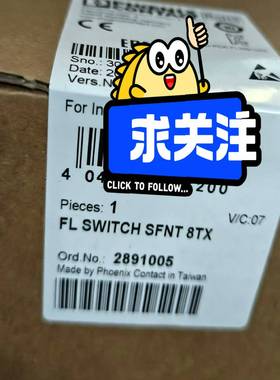 Sno.: 30
Date: 2
Vers.N
For In
求关注
CLICK TO FOLLOW
4 04
200
Pieces: 1
V/C:07
FL SWITCH SFNT 8TX
Ord.No.: 2891005
Made by Phoenix Contact in Taiwan